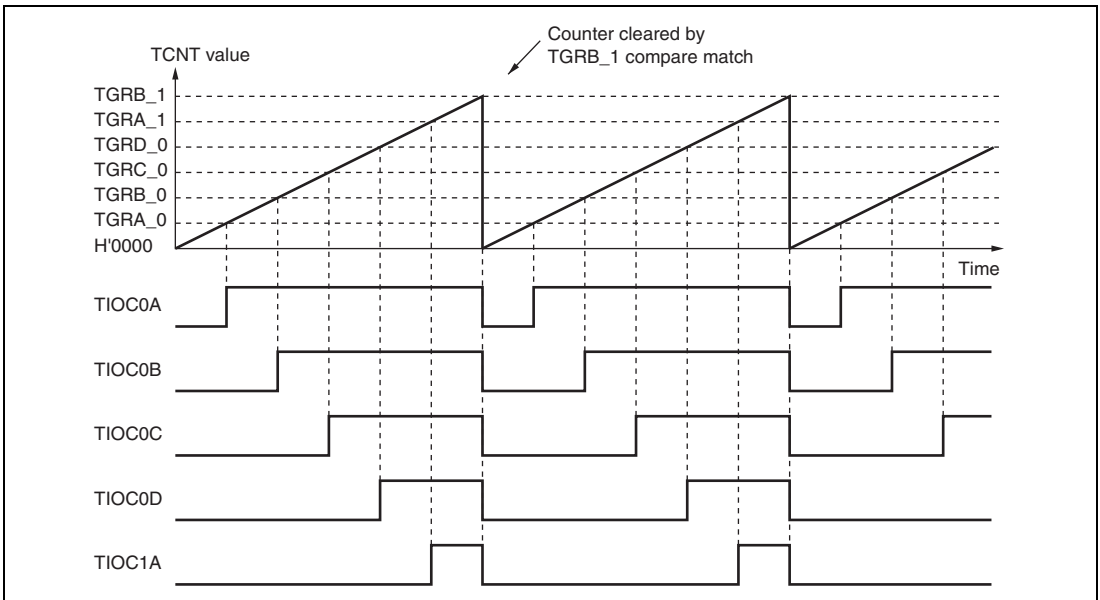 Counter cleared by
TGRB_1 compare match
TCNT value
TGRB_1
TGRA_1
TGRD_0
TGRC_0
TGRB_0
TGRA_0
H'0000
Time
TIOC0A
TIOC0B
TIOC0C
TIOC0D
TIOC1A